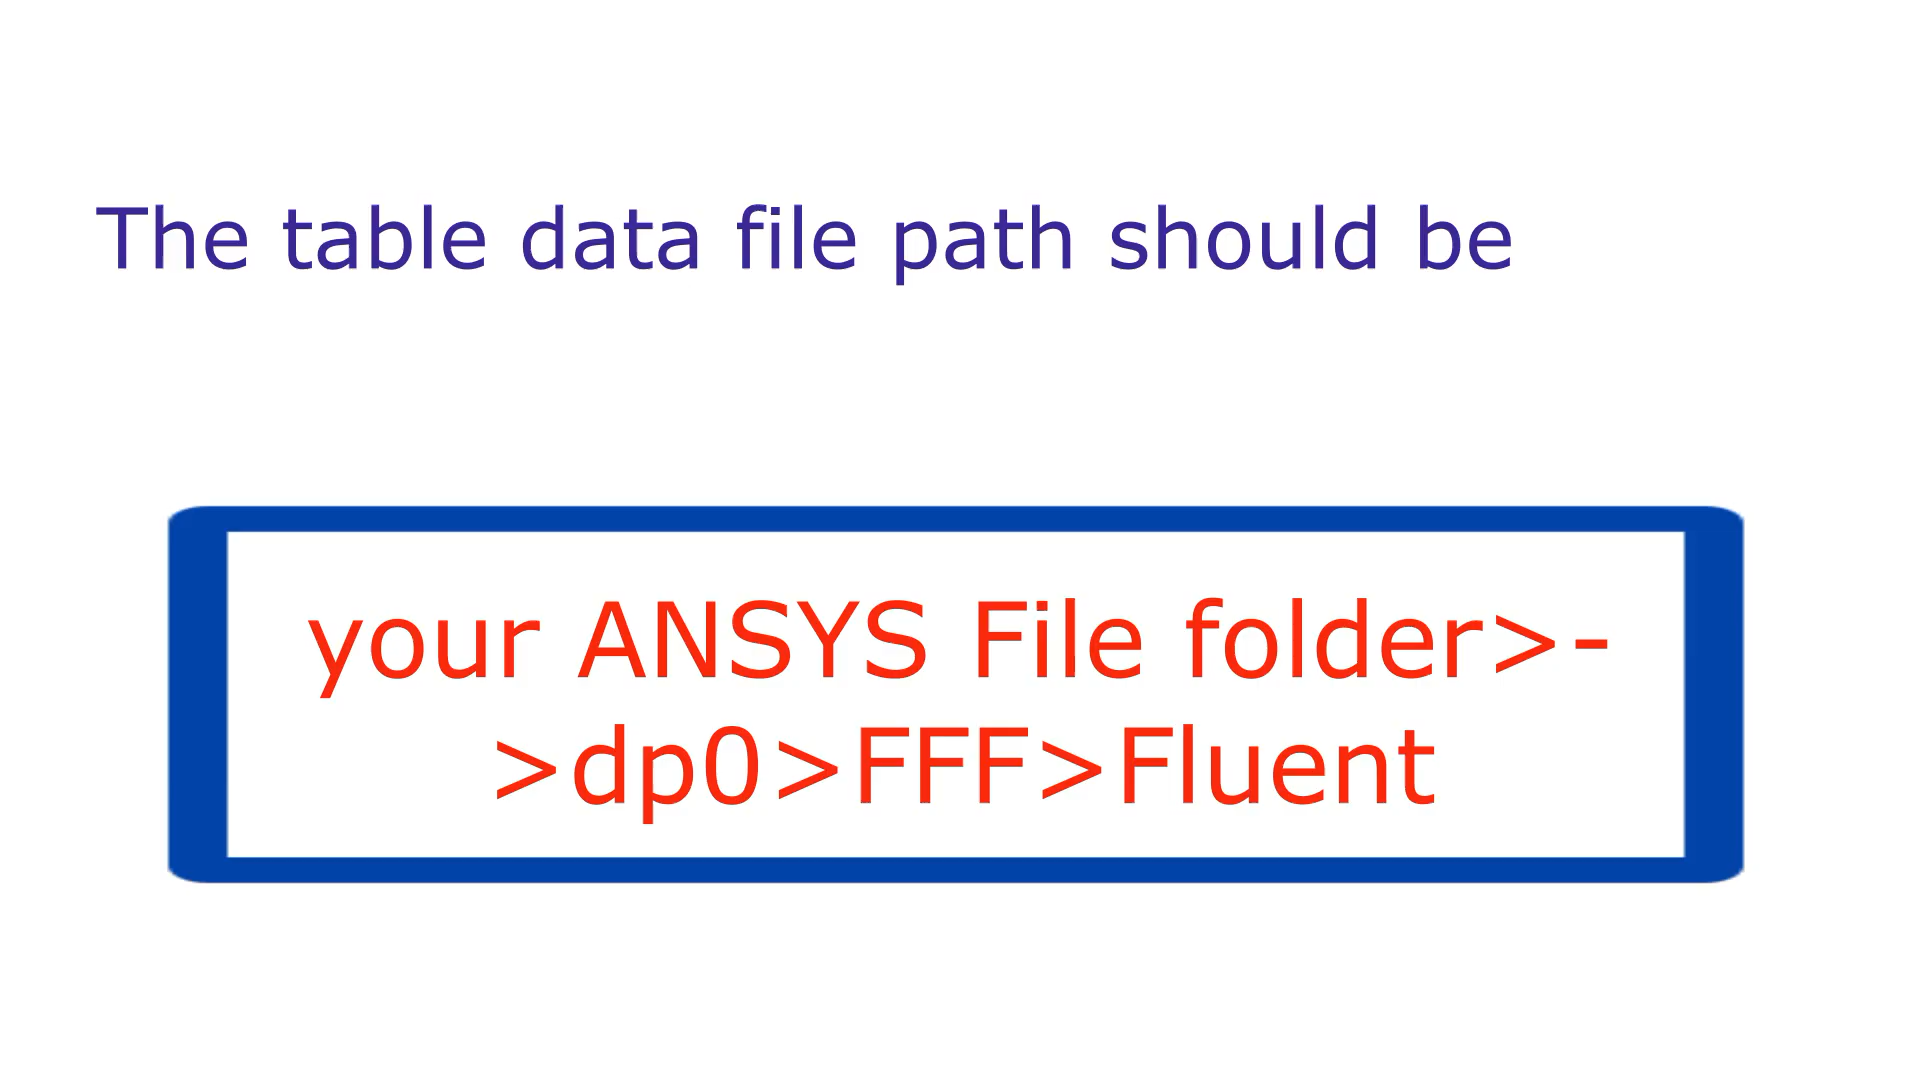 The table data file path should be
your ANSYS File folder>-
>dp0>FFF>Fluent